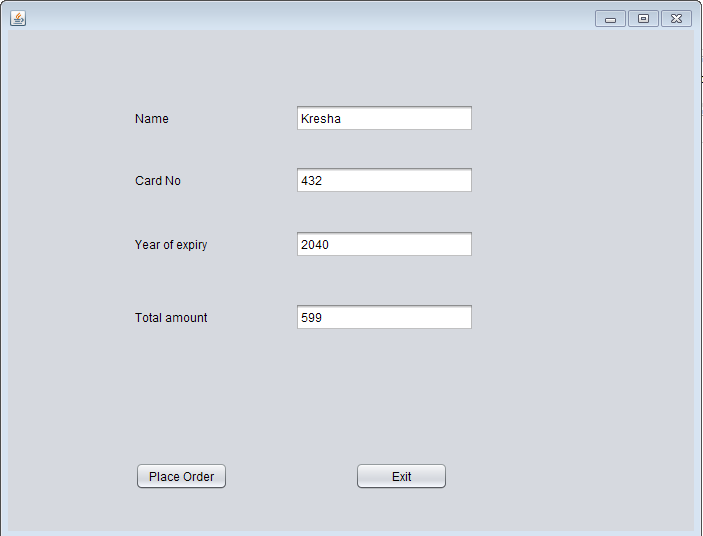 Name Kresha
Card No 432
Year of expiry 2040
Total amount 599
Place Order Exit